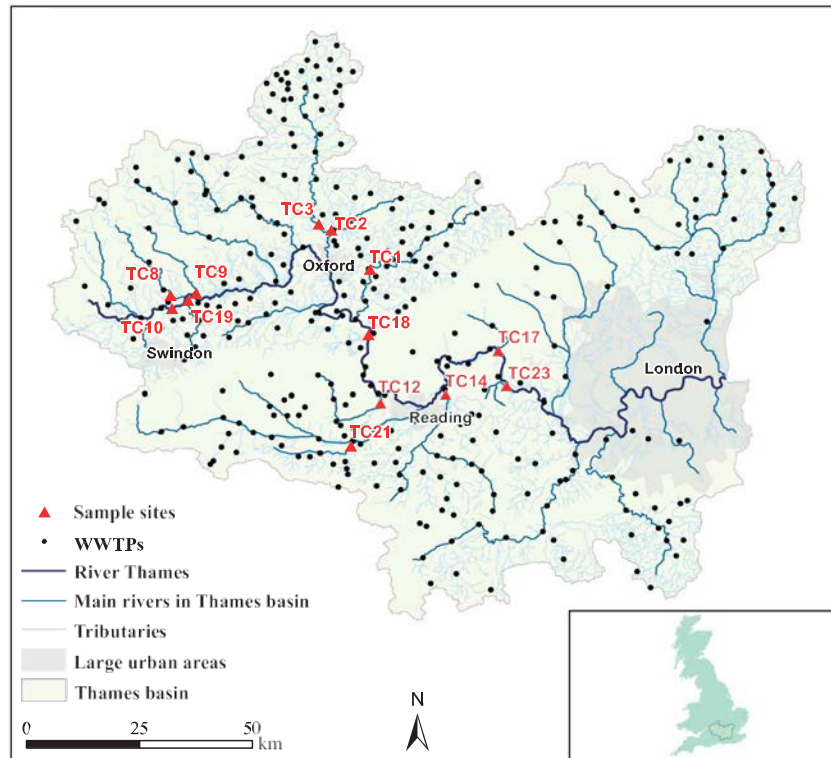 TC3
TC2
Oxford
TC1
TC8
TC9
TC10
TC19
Swindon
TC18
TC17
TC12
TC14
TC23
London
Reading
TC21
Sample sites
WWTPs
River Thames
Main rivers in Thames basin
Tributaries
Large urban areas
Thames basin
N
0 25 50
km